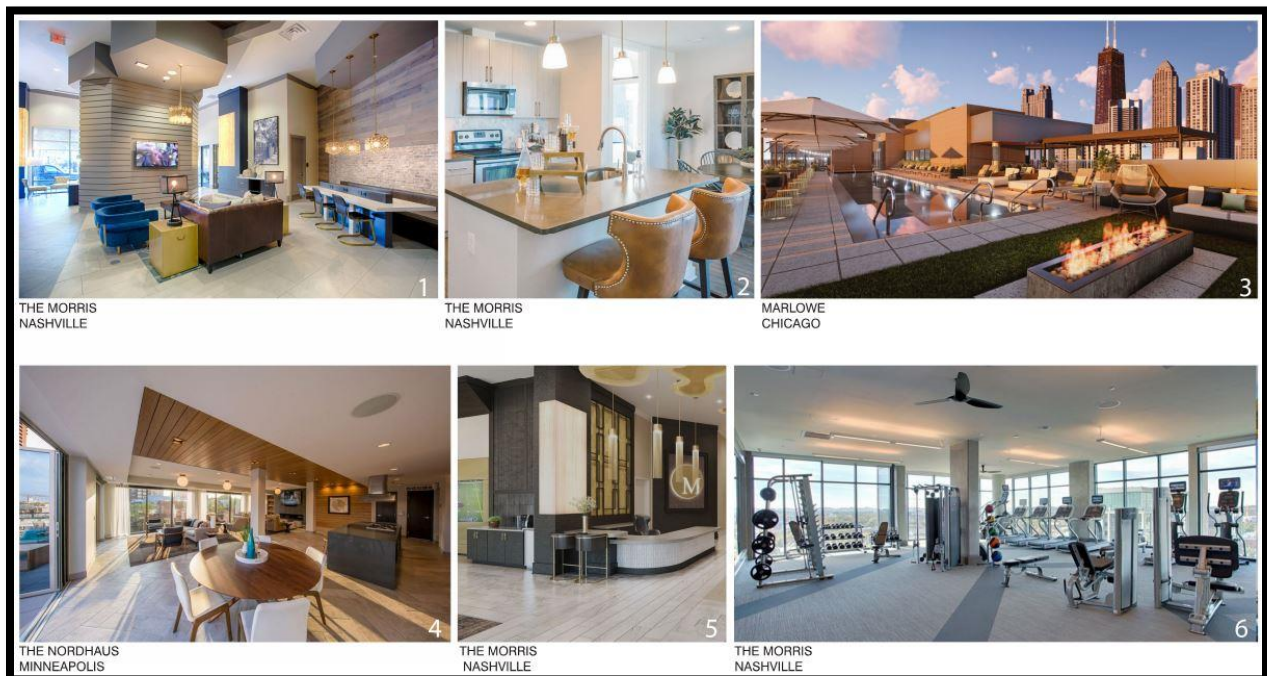 1
THE MORRIS
NASHVILLE
2
THE MORRIS
NASHVILLE
3
MARLOWE
CHICAGO
4
THE NORDHAUS
MINNEAPOLIS
M
5
THE MORRIS
NASHVILLE
6
THE MORRIS
NASHVILLE